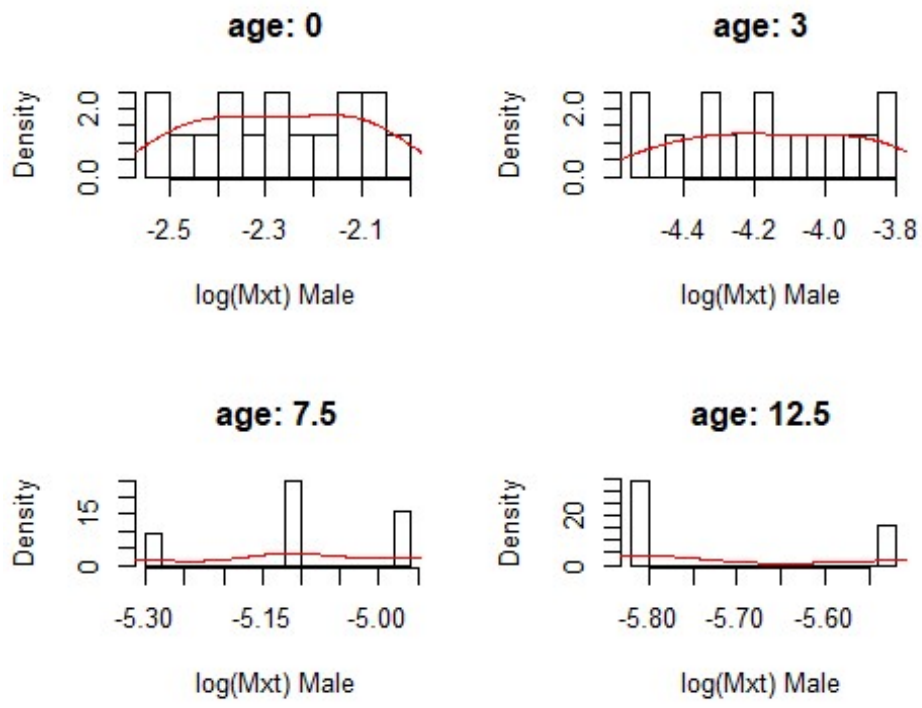 age: 0
Density
0.0 2.0
-2.5 -2.3 -2.1
log(Mxt) Male
age: 3
Density
0.0 2.0
-4.4 -4.2 -4.0 -3.8
log(Mxt) Male
age: 7.5
Density
0 15
-5.30 -5.15 -5.00
log(Mxt) Male
age: 12.5
Density
0 20
-5.80 -5.70 -5.60
log(Mxt) Male